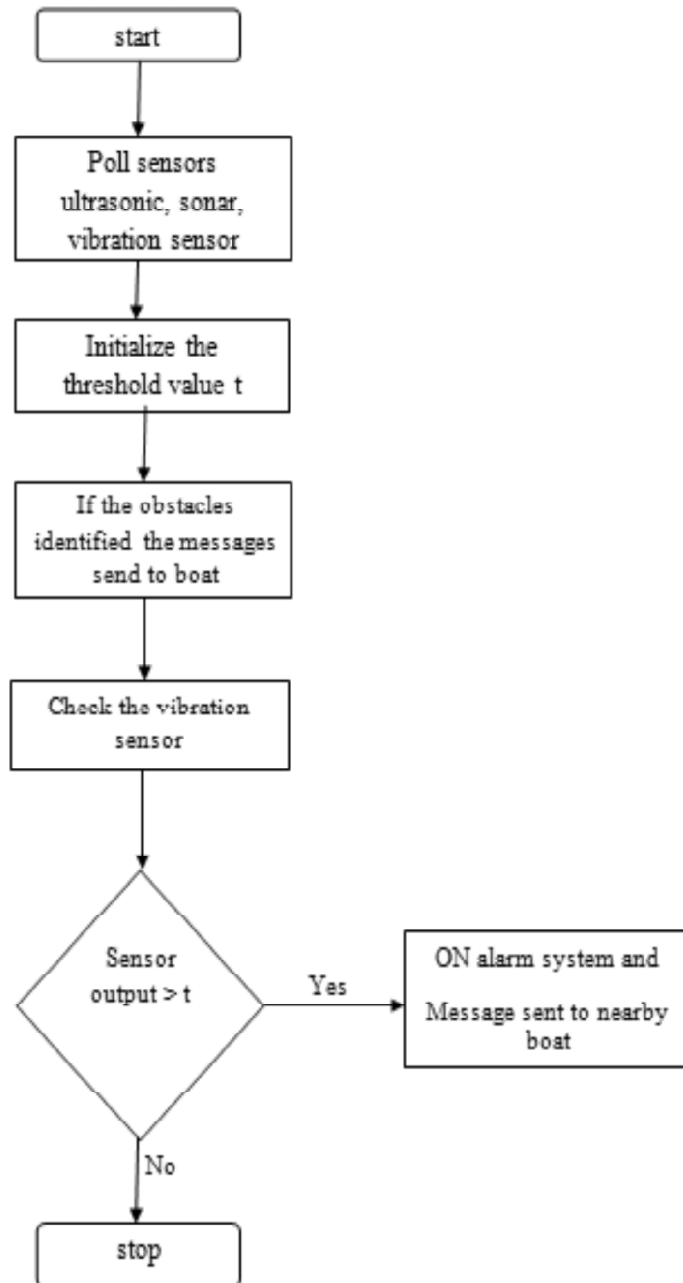 start
Poll sensors
ultrasonic, sonar,
vibration sensor
Initialize the
threshold value t
If the obstacles
identified the messages
send to boat
Check the vibration
sensor
Sensor
output > t
Yes
ON alarm system and
Message sent to nearby
boat
No
stop